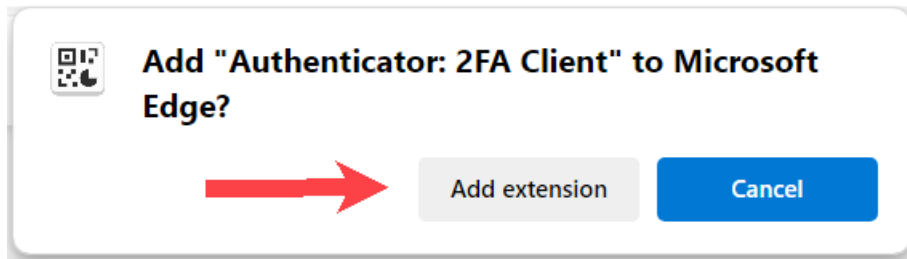 Add "Authenticator: 2FA Client" to Microsoft
Edge?
Add extension
Cancel